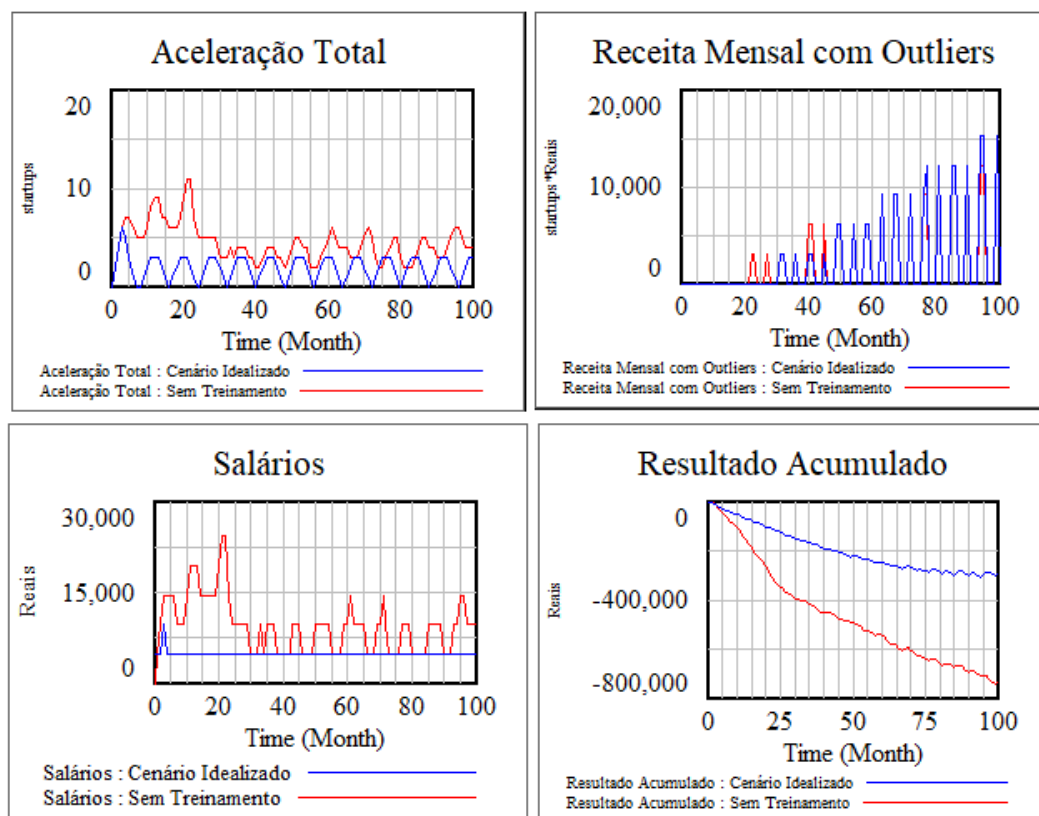 Aceleração Total
20
10
0
startups
0 20 40 60 80 100
Time (Month)
Aceleração Total : Cenário Idealizado
Aceleração Total : Sem Treinamento
Receita Mensal com Outliers
20,000
10,000
0
startups*Reais
0 20 40 60 80 100
Time (Month)
Receita Mensal com Outliers : Cenário Idealizado
Receita Mensal com Outliers : Sem Treinamento
Salários
30,000
15,000
0
Reais
0 20 40 60 80 100
Time (Month)
Salários : Cenário Idealizado
Salários : Sem Treinamento
Resultado Acumulado
0
-400,000
-800,000
Reais
0 25 50 75 100
Time (Month)
Resultado Acumulado : Cenário Idealizado
Resultado Acumulado : Sem Treinamento